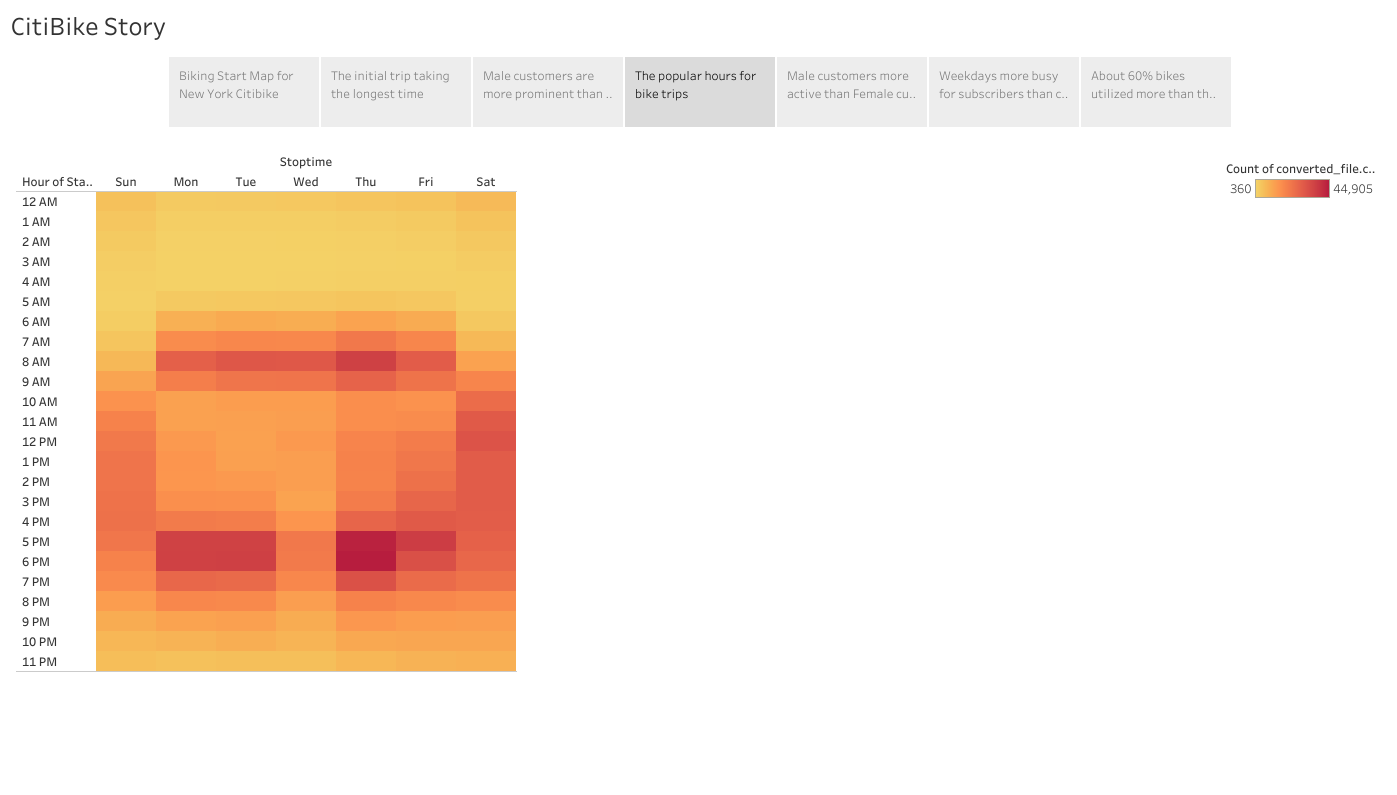 CitiBike Story
Biking Start Map for
New York Citibike
The initial trip taking
the longest time
Male customers are
more prominent than ..
The popular hours for
bike trips
Male customers more
active than Female cu..
Weekdays more busy
for subscribers than c..
About 60% bikes
utilized more than th..
Stoptime
Hour of Sta.. Sun Mon Tue Wed Thu Fri Sat
12 AM
1 AM
2 AM
3 AM
4 AM
5 AM
6 AM
7 AM
8 AM
9 AM
10 AM
11 AM
12 PM
1 PM
2 PM
3 PM
4 PM
5 PM
6 PM
7 PM
8 PM
9 PM
10 PM
11 PM
Count of converted_file.c..
360 44,905